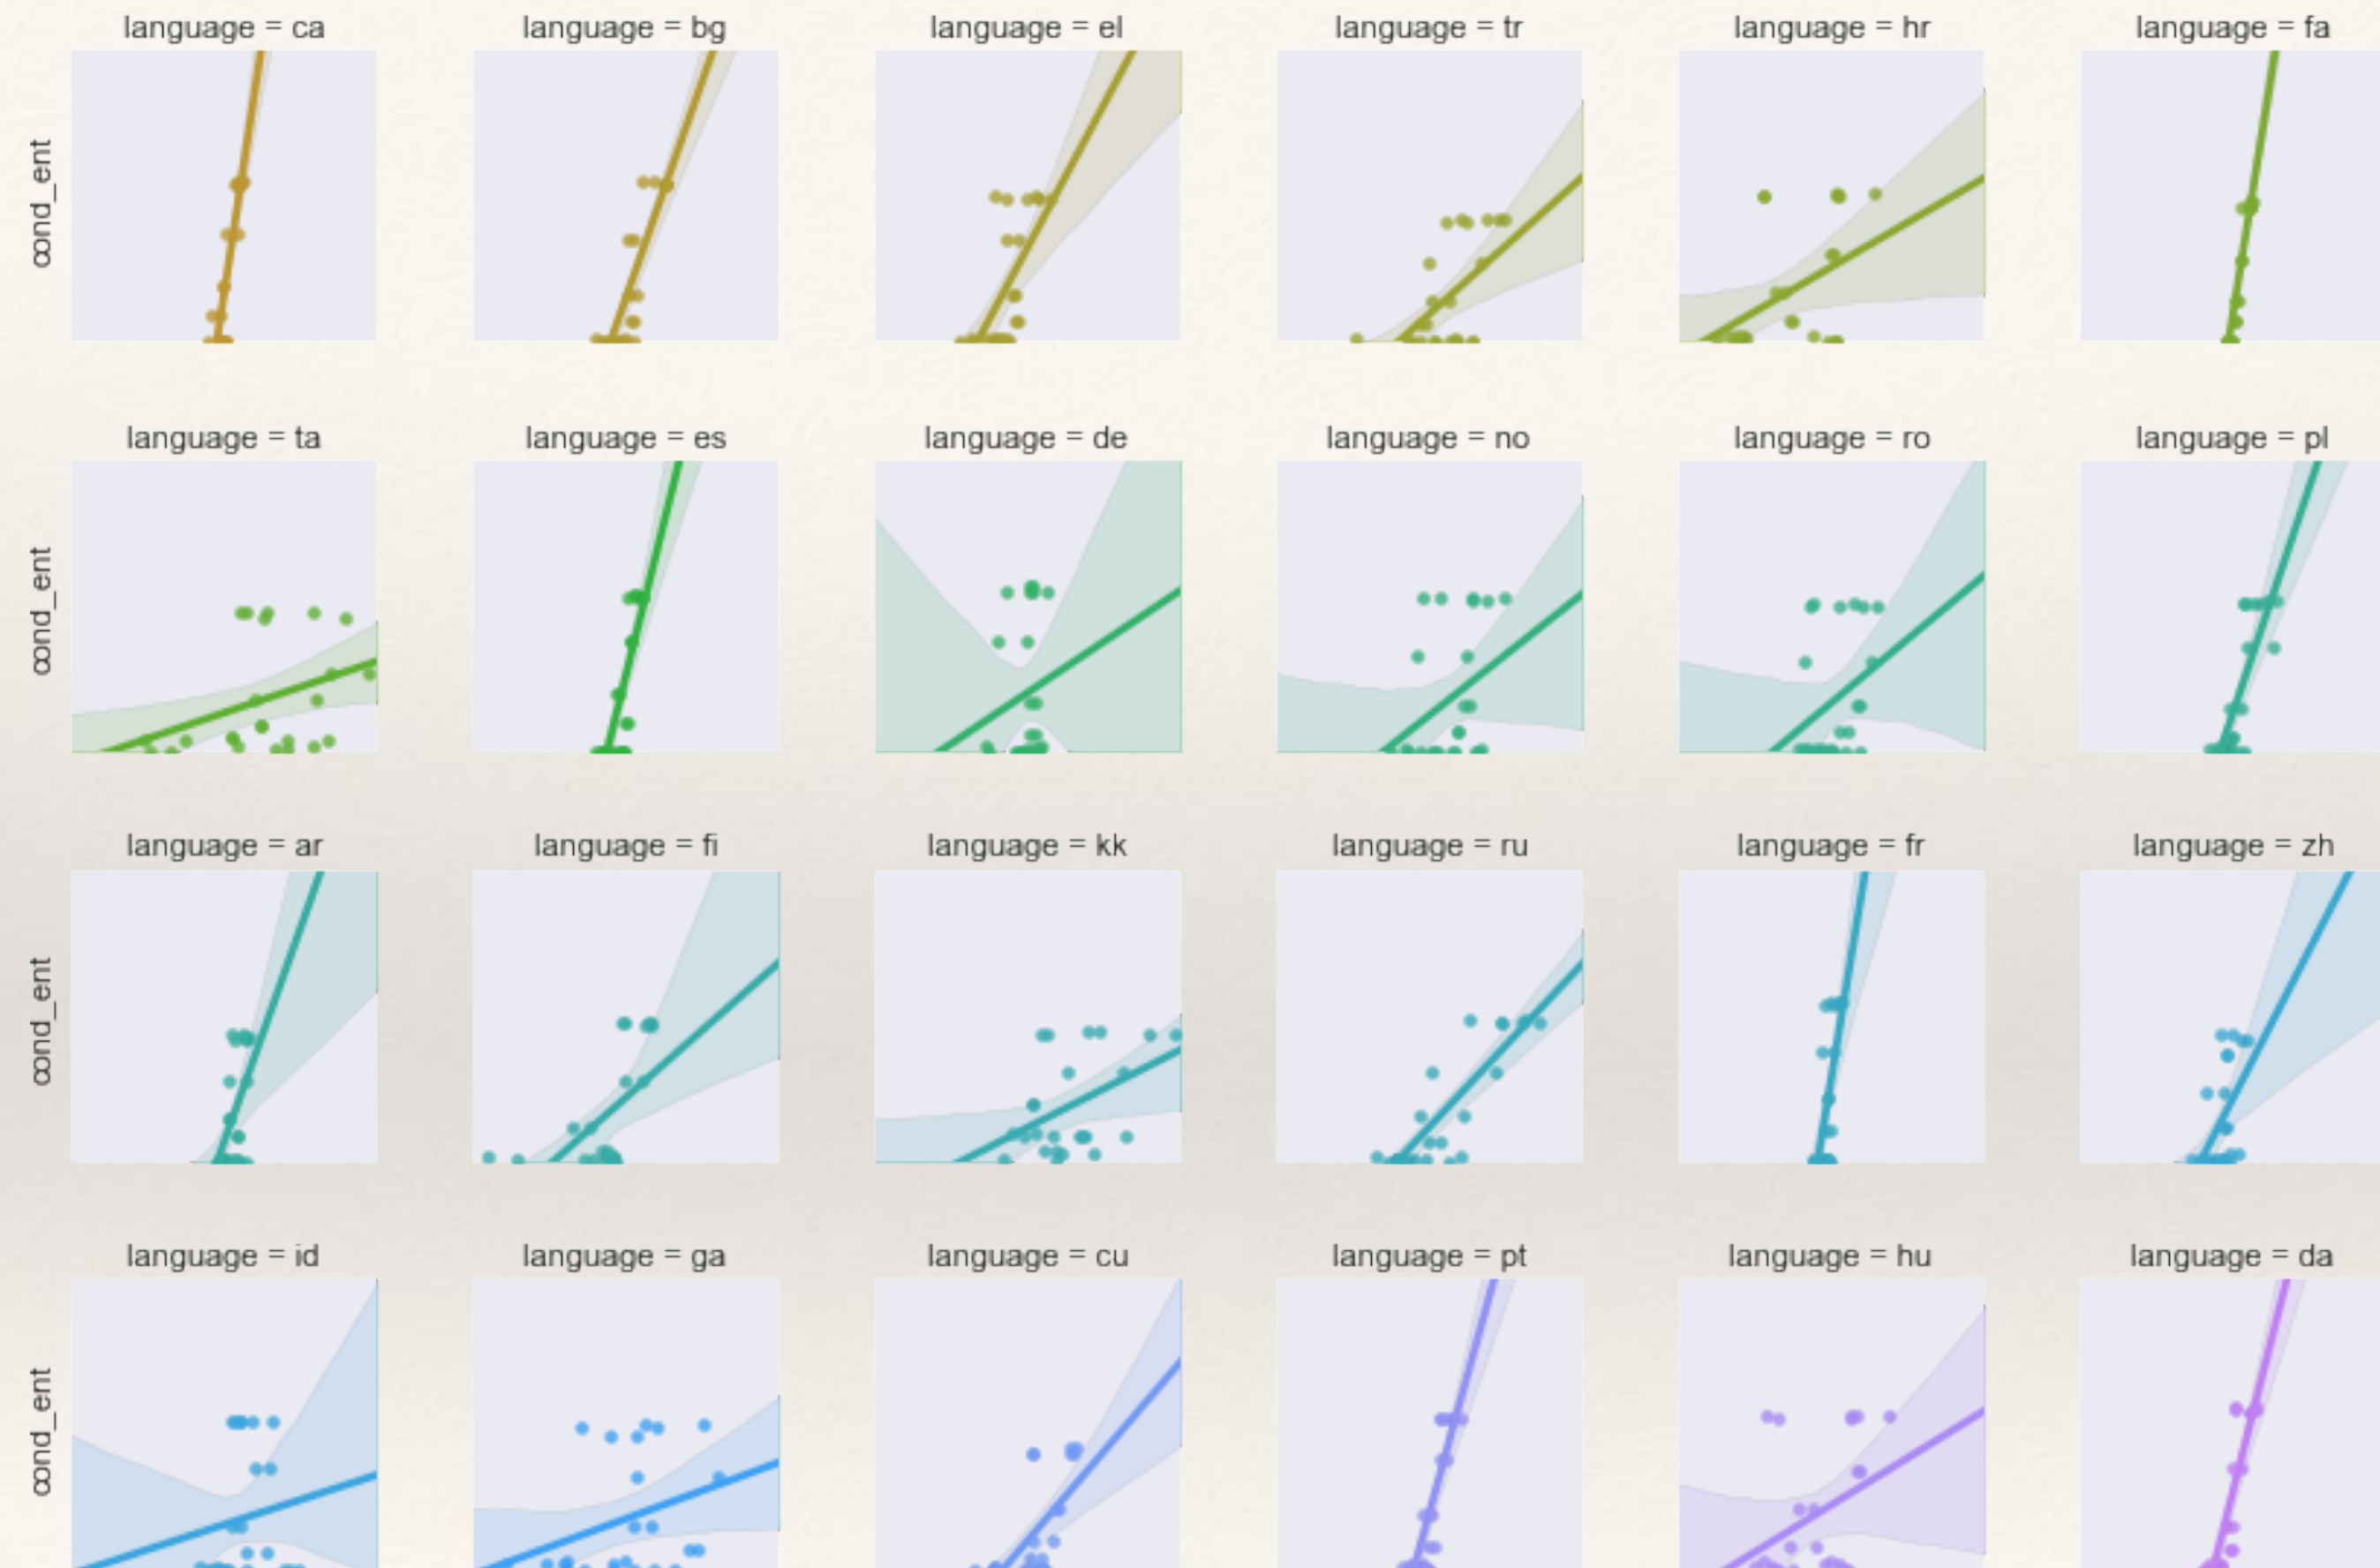 language = ca
language = bg
language = el
language = tr
language = hr
language = fa
cond_ent
language = ta
language = es
language = de
language = no
language = ro
language = pl
cond_ent
language = ar
language = fi
language = kk
language = ru
language = fr
language = zh
cond_ent
language = id
language = ga
language = cu
language = pt
language = hu
language = da
cond_ent